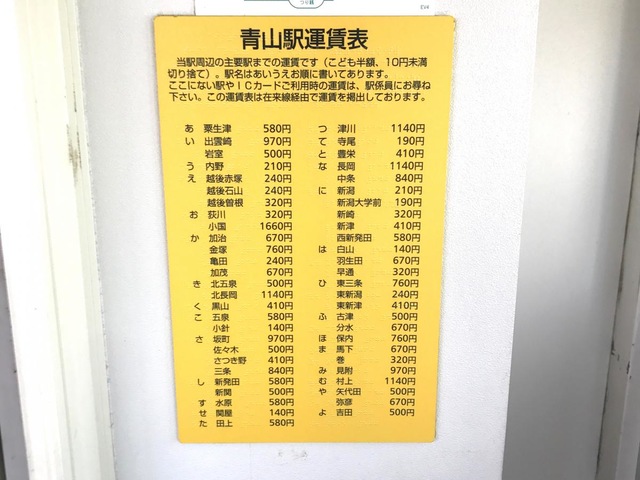 つり銭
EV4
青山駅運賃表
当駅周辺の主要駅までの運賃です（こども半額、10円未満
切り捨て）。駅名はあいうえお順に書いてあります。
ここにない駅やＩＣカードご利用時の運賃は、駅係員にお尋ね
下さい。この運賃表は在来線経由で運賃を掲出しております。
あ 粟生津 580円
い 出雲崎 970円
岩室 500円
う 内野 210円
え 越後赤塚 240円
越後石山 240円
越後曽根 320円
お 荻川 320円
小国 1660円
か 加治 670円
金塚 760円
亀田 240円
加茂 670円
き 北五泉 500円
北長岡 1140円
く 黒山 410円
こ 五泉 580円
小針 140円
さ 坂町 970円
佐々木 500円
さつき野 410円
三条 840円
し 新発田 580円
新関 500円
す 水原 580円
せ 関屋 140円
た 田上 580円
つ 津川 1140円
て 寺尾 190円
と 豊栄 410円
な 長岡 1140円
中条 840円
に 新潟 210円
新潟大学前 190円
新崎 320円
新津 410円
西新発田 580円
は 白山 140円
羽生田 670円
早通 320円
ひ 東三条 760円
東新潟 240円
東新津 410円
ふ 古津 500円
分水 670円
ほ 保内 760円
ま 馬下 670円
巻 320円
み 見附 970円
む 村上 1140円
や 矢代田 500円
弥彦 670円
よ 吉田 500円